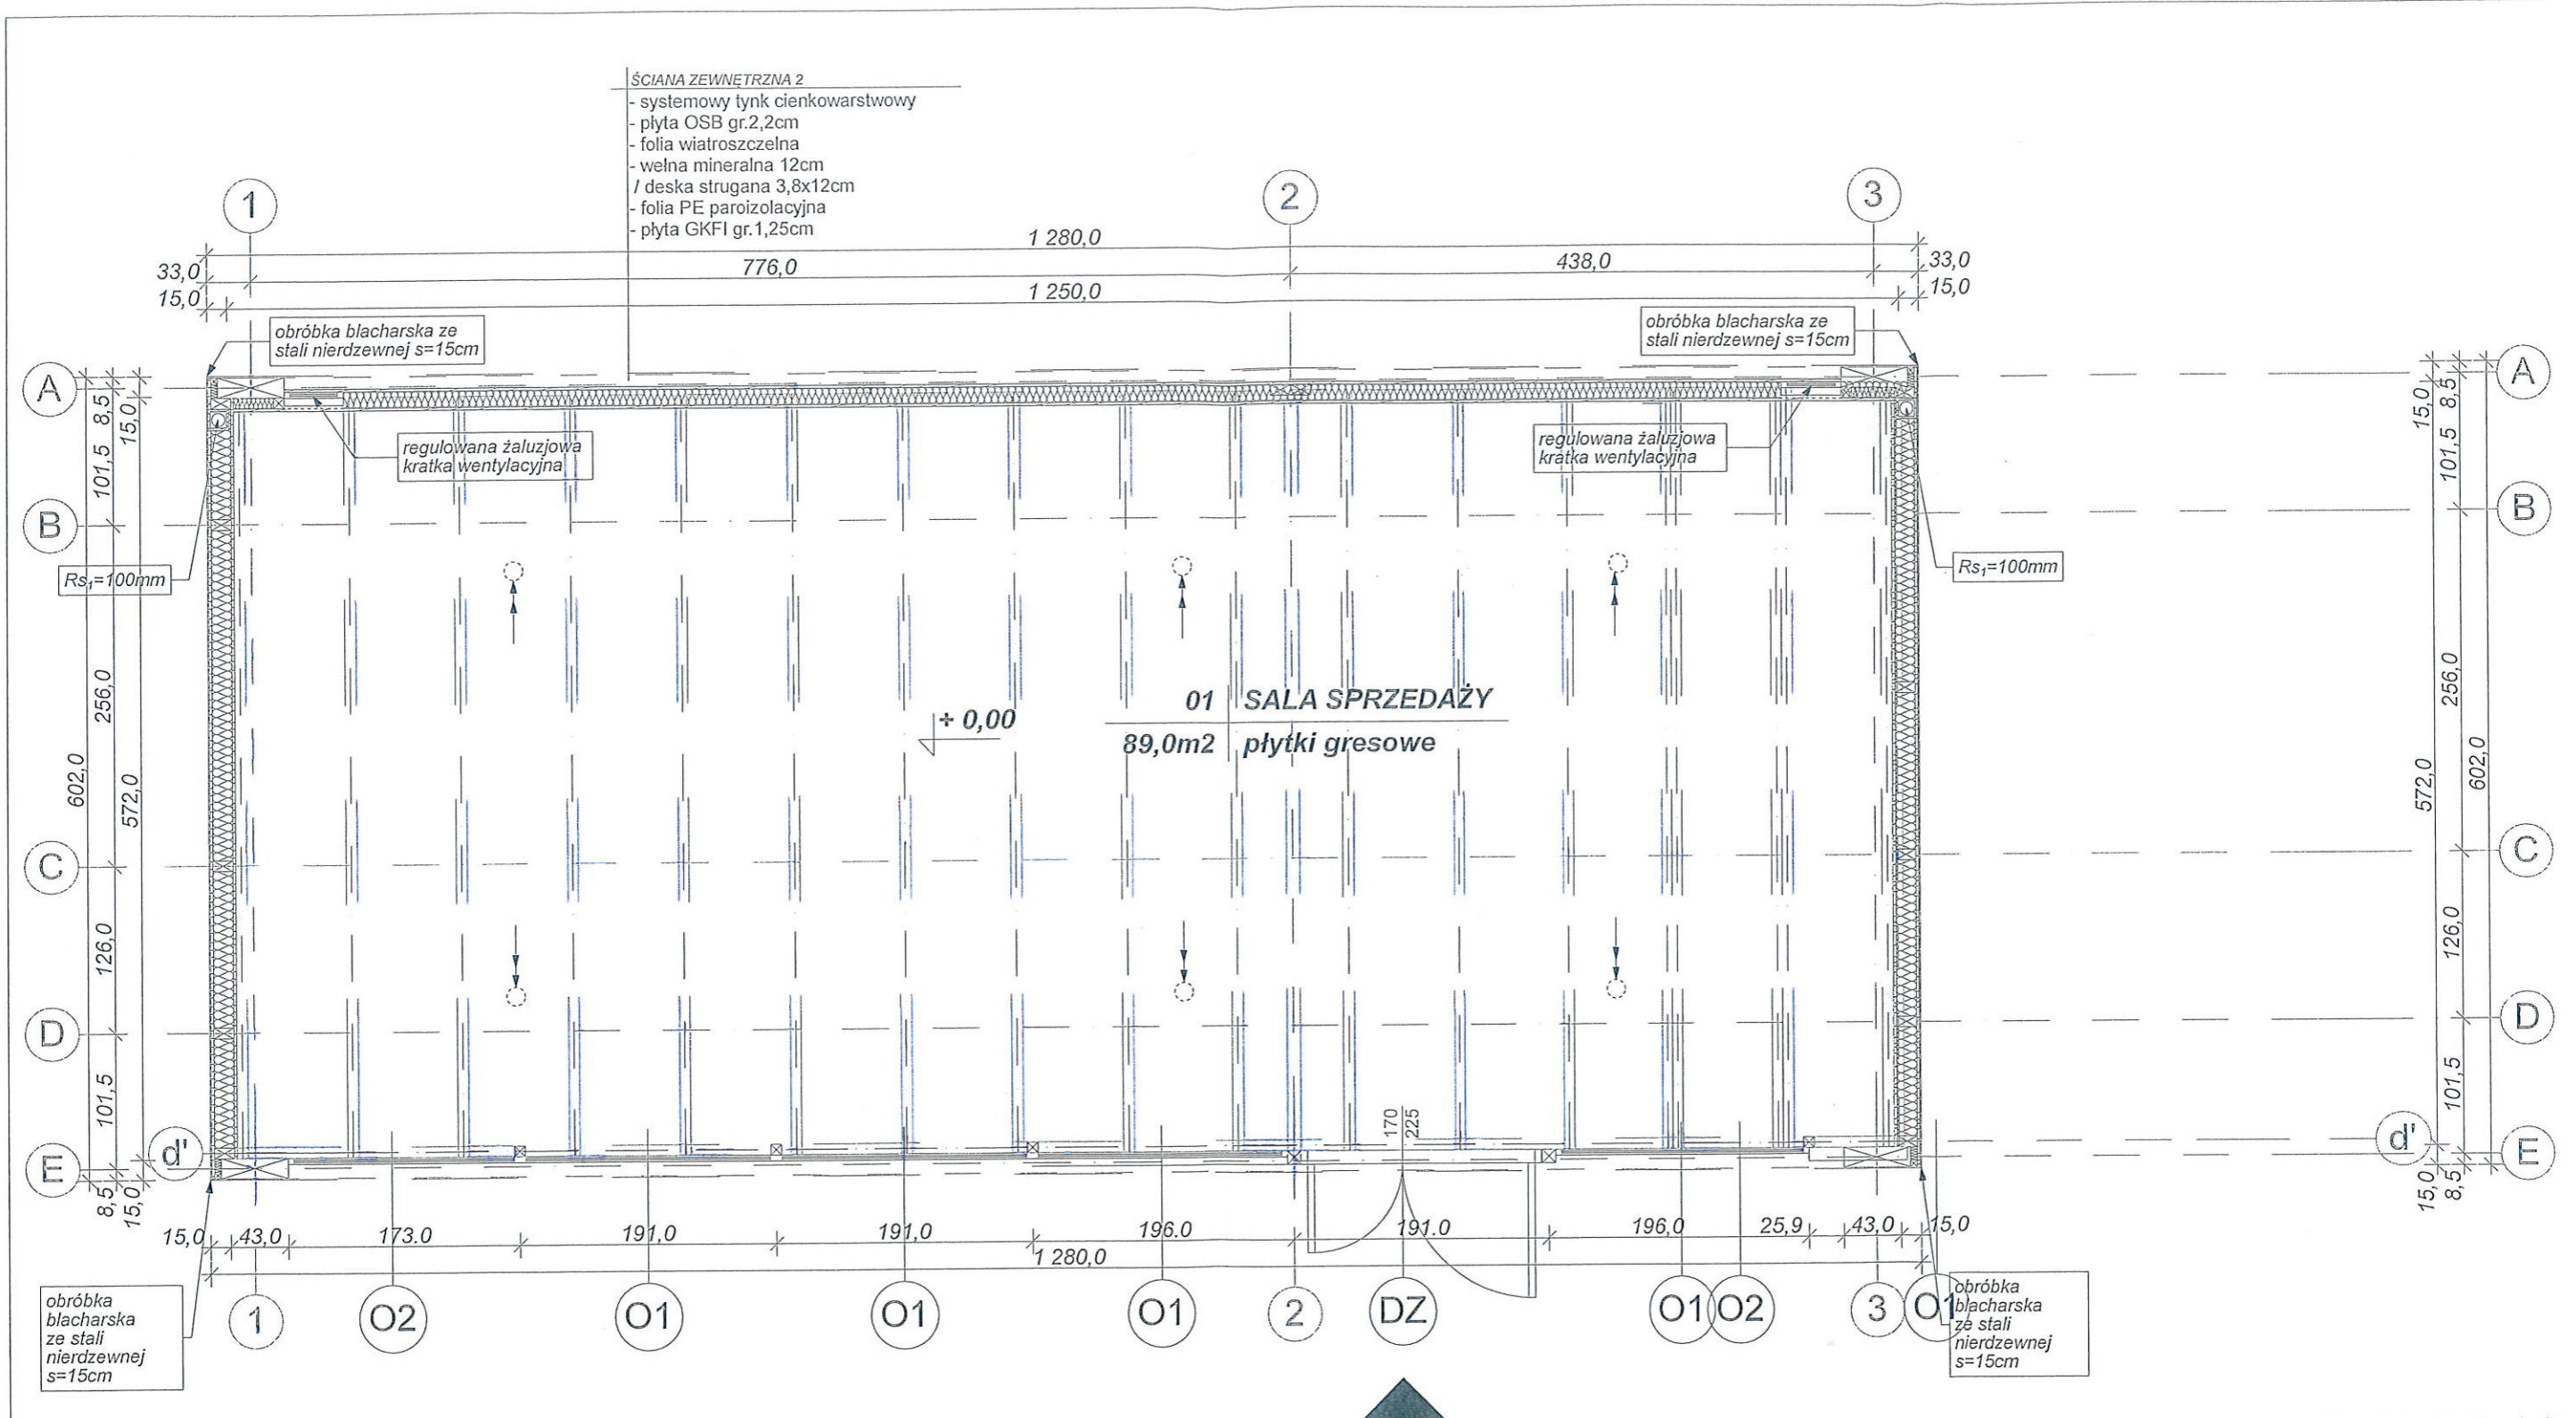 ŚCIANA ZEWNĘTRZNA 2
- systemowy tynk cienkowarstwowy
- płyta OSB gr.2,2cm
- folia wiatroszczelna
- wełna mineralna 12cm
/ deska strugana 3,8x12cm
- folia PE paroizolacyjna
- płyta GKFI gr.1,25cm
1
2
3
1 280,0
33,0
776,0
438,0
33,0
15,0
1 250,0
15,0
obróbka blacharska ze
stali nierdzewnej s=15cm
obróbka blacharska ze
stali nierdzewnej s=15cm
A
A
8,5
15,0
15,0
8,5
regulowana żaluzjowa
kratka wentylacyjna
regulowana żaluzjowa
kratka wentylacyjna
101,5
101,5
B
B
Rs₁=100mm
Rs₁=100mm
256,0
256,0
01 SALA SPRZEDAŻY
+ 0,00
89,0m2 płytki gresowe
602,0
572,0
572,0
602,0
C
C
126,0
126,0
D
D
101,5
101,5
170
225
d'
d'
E
E
8,5
15,0
15,0
8,5
15,0
43,0
173.0
191,0
191,0
196.0
191.0
196,0
25,9
43,0
15,0
1 280,0
obróbka
blacharska
ze stali
nierdzewnej
s=15cm
1
O2
O1
O1
O1
2
DZ
O1
O2
3
O1
obróbka
blacharska
ze stali
nierdzewnej
s=15cm